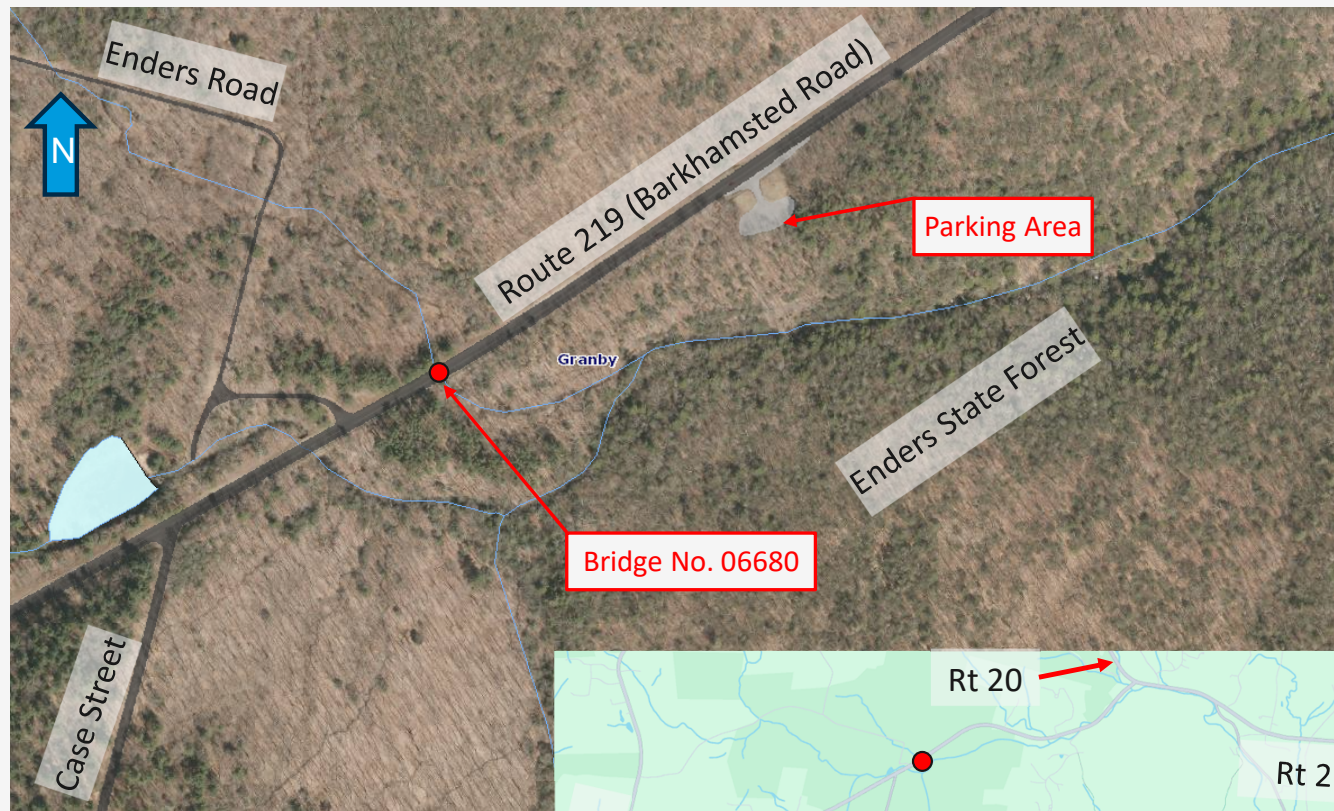 Enders Road
N
Route 219 (Barkhamsted Road)
Parking Area
Granby
Enders State Forest
Bridge No. 06680
Case Street
Rt 20
Rt 2